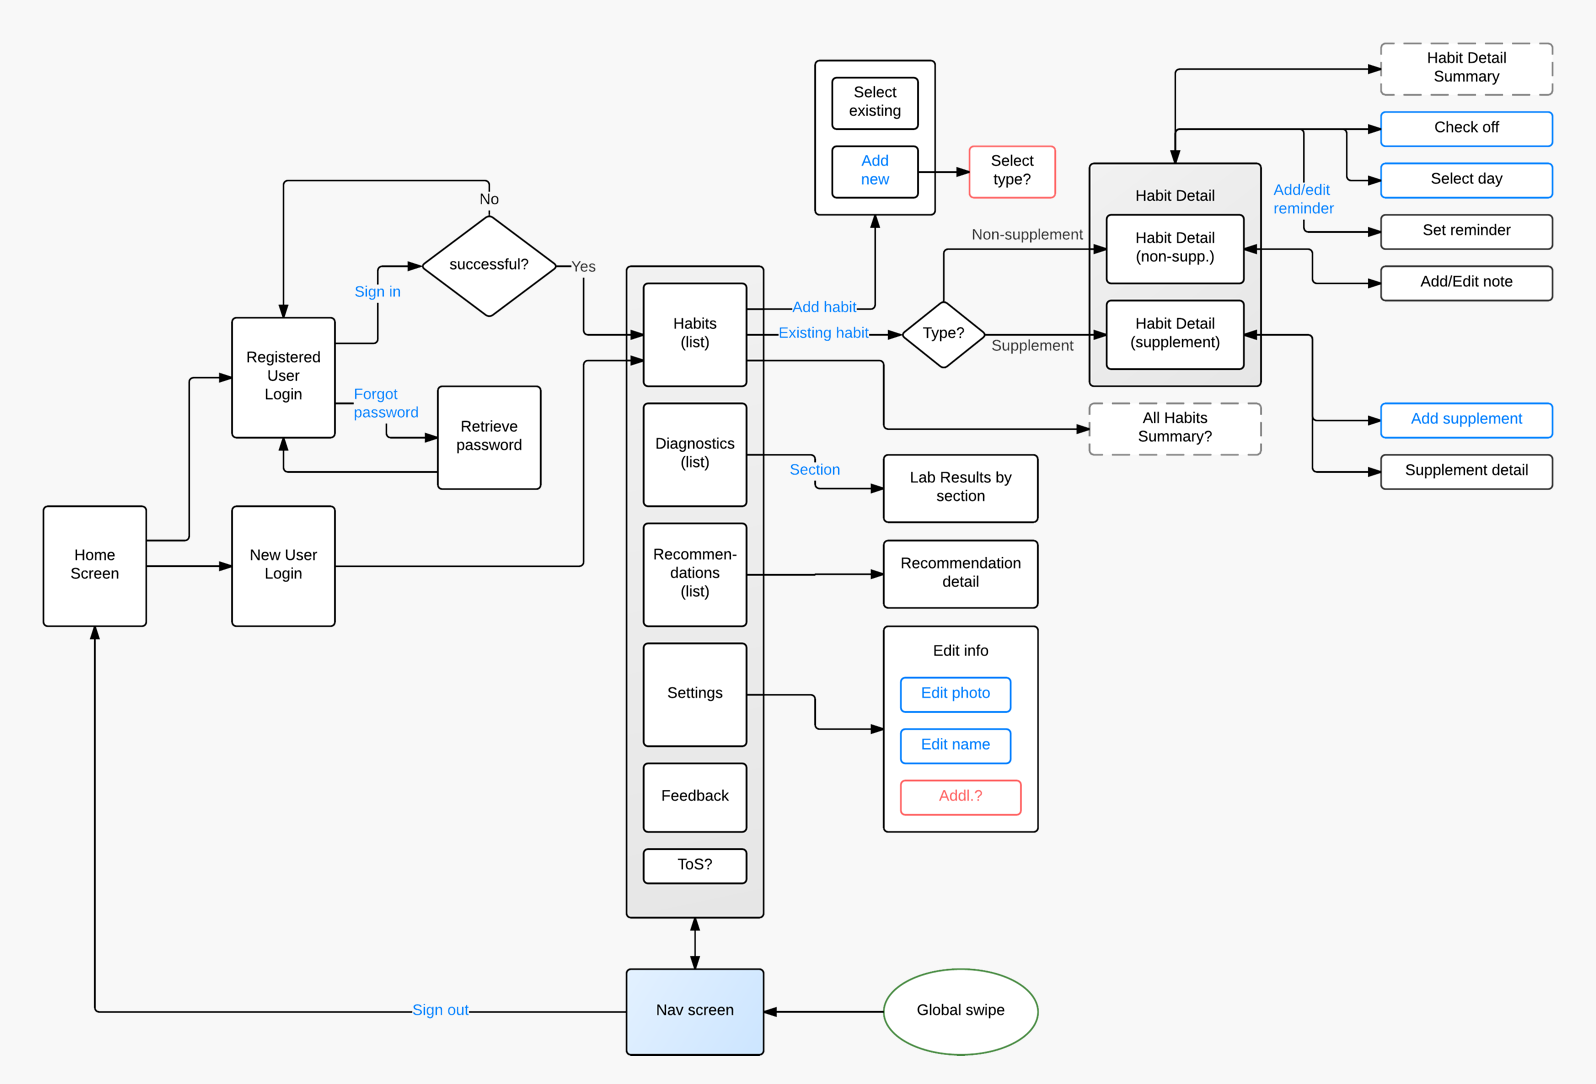 Habit Detail
Summary
Check off
Select day
Add/edit
reminder
Set reminder
Add/Edit note
Select
existing
Add
new
Select
type?
Habit Detail
Non-supplement
Habit Detail
(non-supp.)
Type?
Supplement
Habit Detail
(supplement)
No
successful?
Yes
Sign in
Registered
User
Login
Forgot
password
Retrieve
password
Habits
(list)
Add habit
Existing habit
All Habits
Summary?
Add supplement
Supplement detail
Diagnostics
(list)
Section
Lab Results by
section
Home
Screen
New User
Login
Recommen-
dations
(list)
Recommendation
detail
Settings
Edit info
Edit photo
Edit name
Addl.?
Feedback
ToS?
Sign out
Nav screen
Global swipe